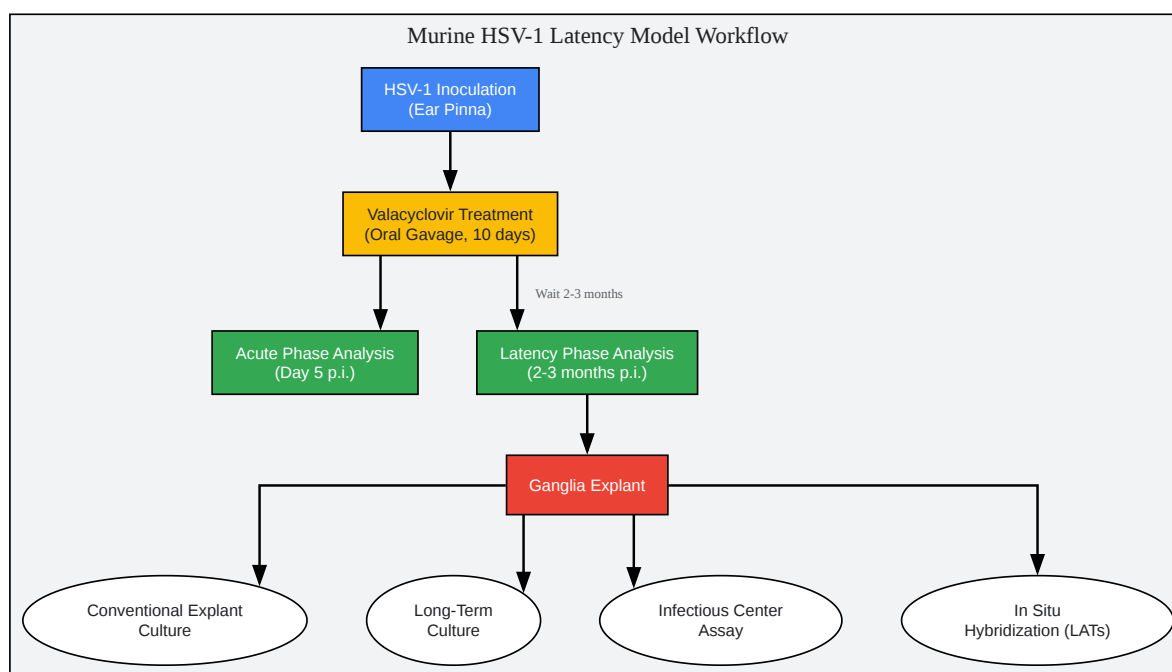 Murine HSV-1 Latency Model Workflow
HSV-1 Inoculation
(Ear Pinna)
Valacyclovir Treatment
(Oral Gavage, 10 days)
Wait 2-3 months
Acute Phase Analysis
(Day 5 p.i.)
Latency Phase Analysis
(2-3 months p.i.)
Ganglia Explant
Conventional Explant
Culture
Long-Term
Culture
Infectious Center
Assay
In Situ
Hybridization (LATs)